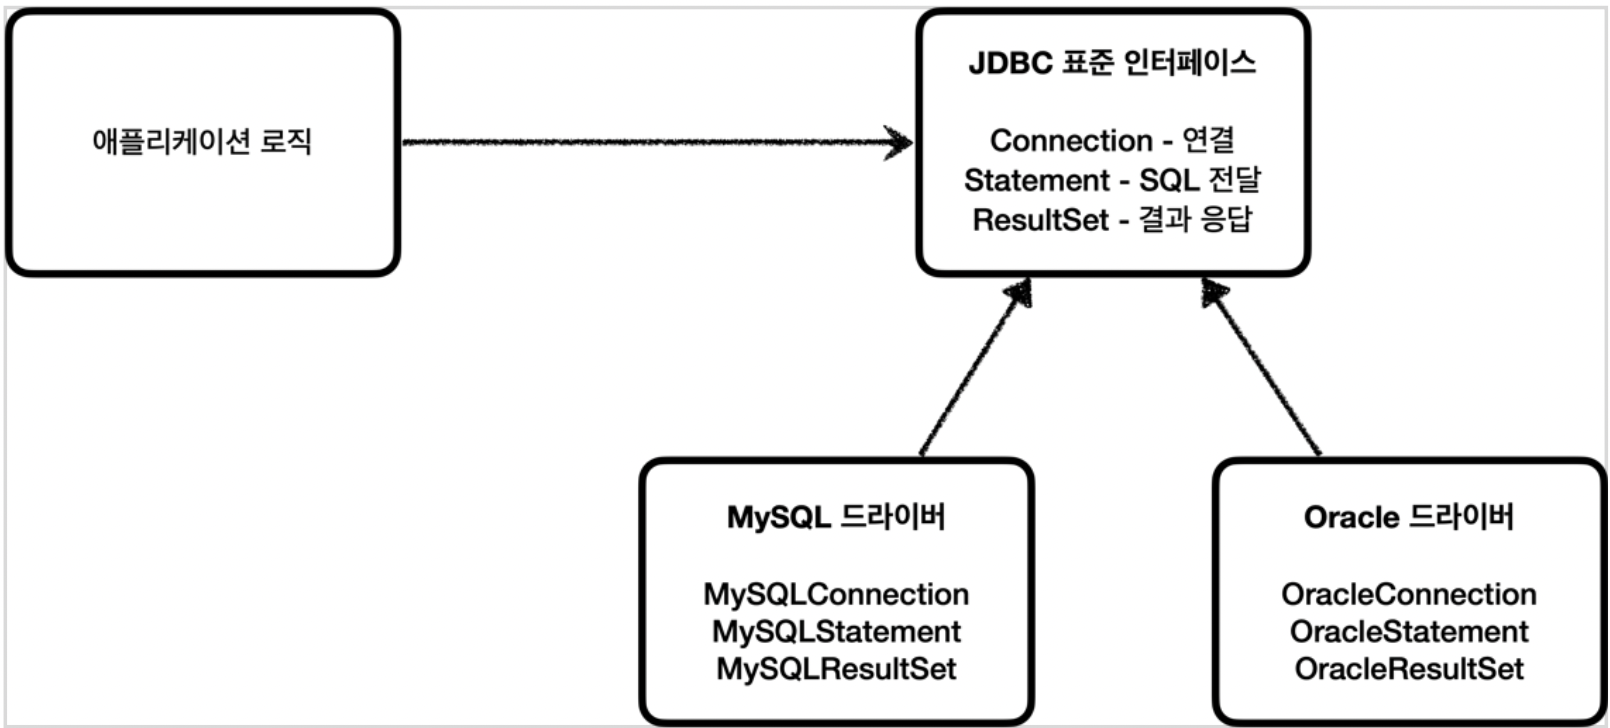 애플리케이션 로직
JDBC 표준 인터페이스
Connection - 연결
Statement - SQL 전달
ResultSet - 결과 응답
MySQL 드라이버
MySQLConnection
MySQLStatement
MySQLResultSet
Oracle 드라이버
OracleConnection
OracleStatement
OracleResultSet